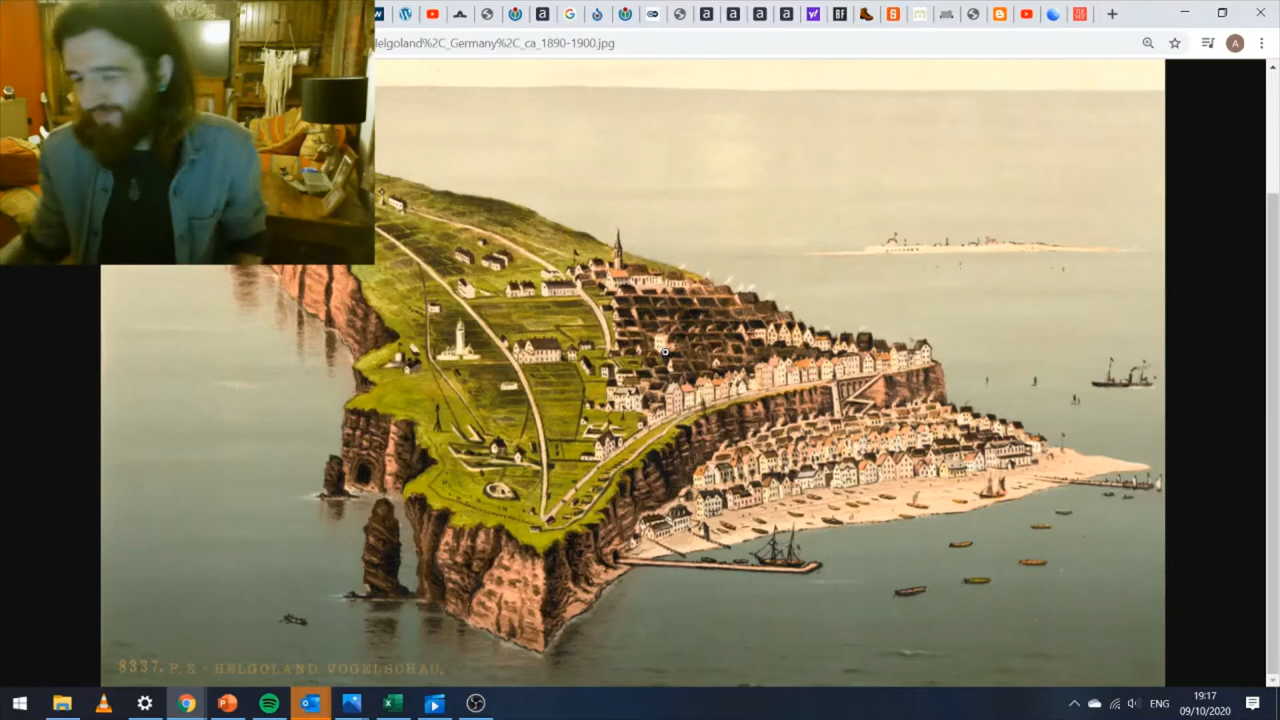 elgoland%2C_Germany%2C_ca_1890-1900.jpg
A
8337. P. Z - HELGOLAND, VOGELSCHAU.
ENG
19:17
09/10/2020